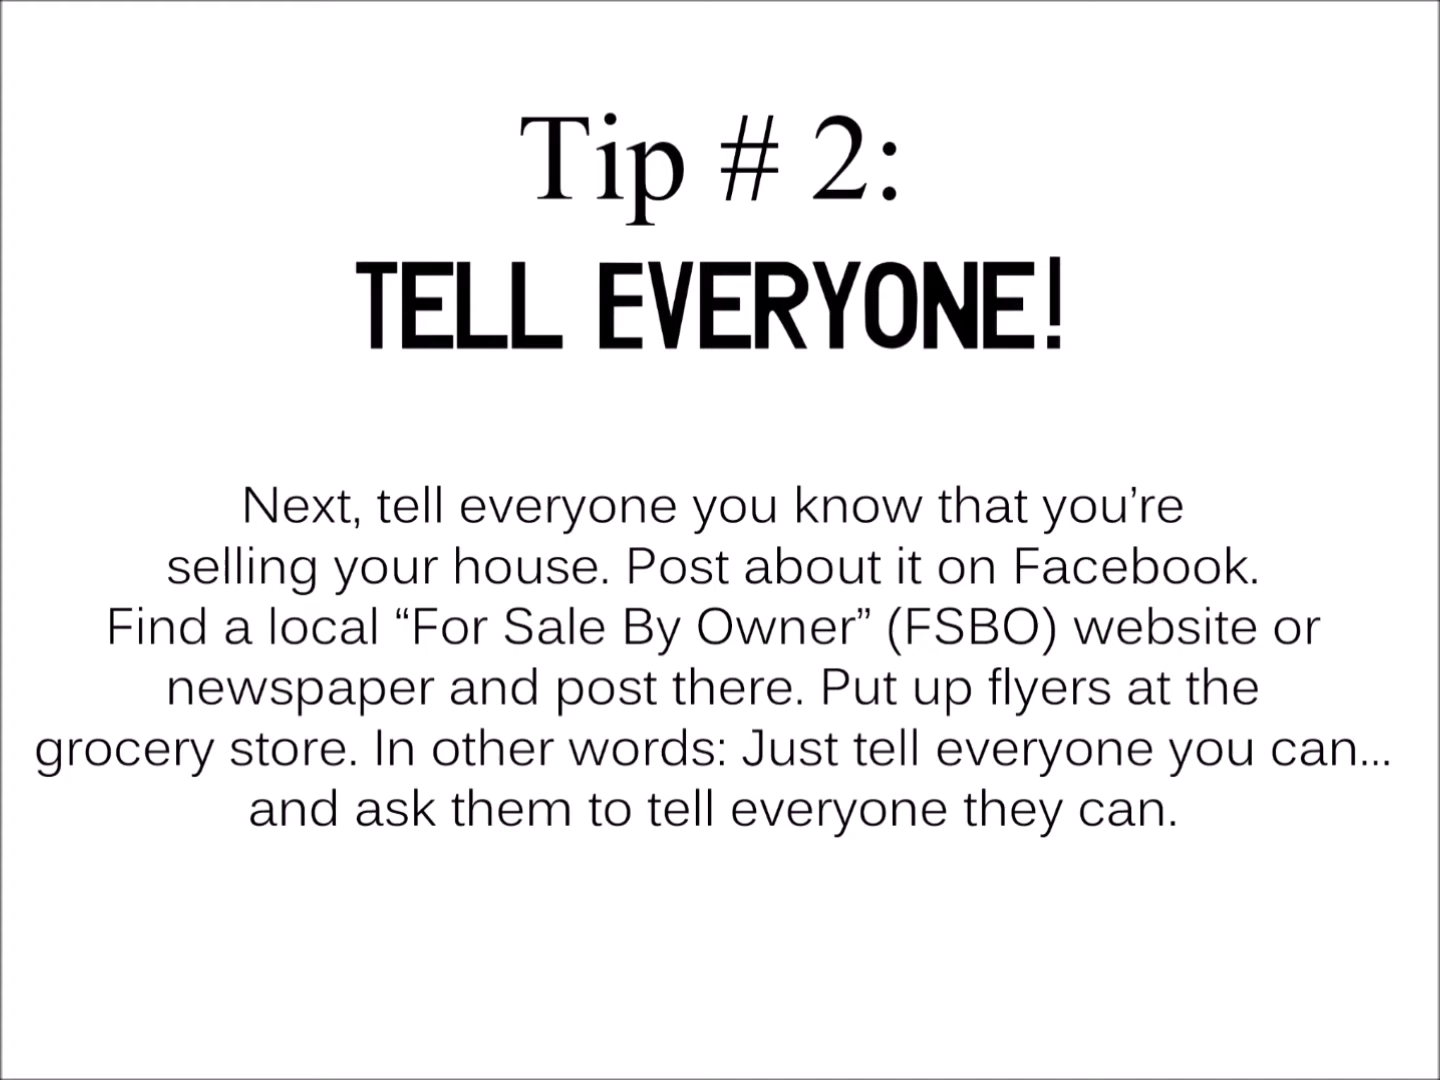 Tip # 2:
TELL EVERYONE!
Next, tell everyone you know that you’re
selling your house. Post about it on Facebook.
Find a local “For Sale By Owner” (FSBO) website or
newspaper and post there. Put up flyers at the
grocery store. In other words: Just tell everyone you can...
and ask them to tell everyone they can.